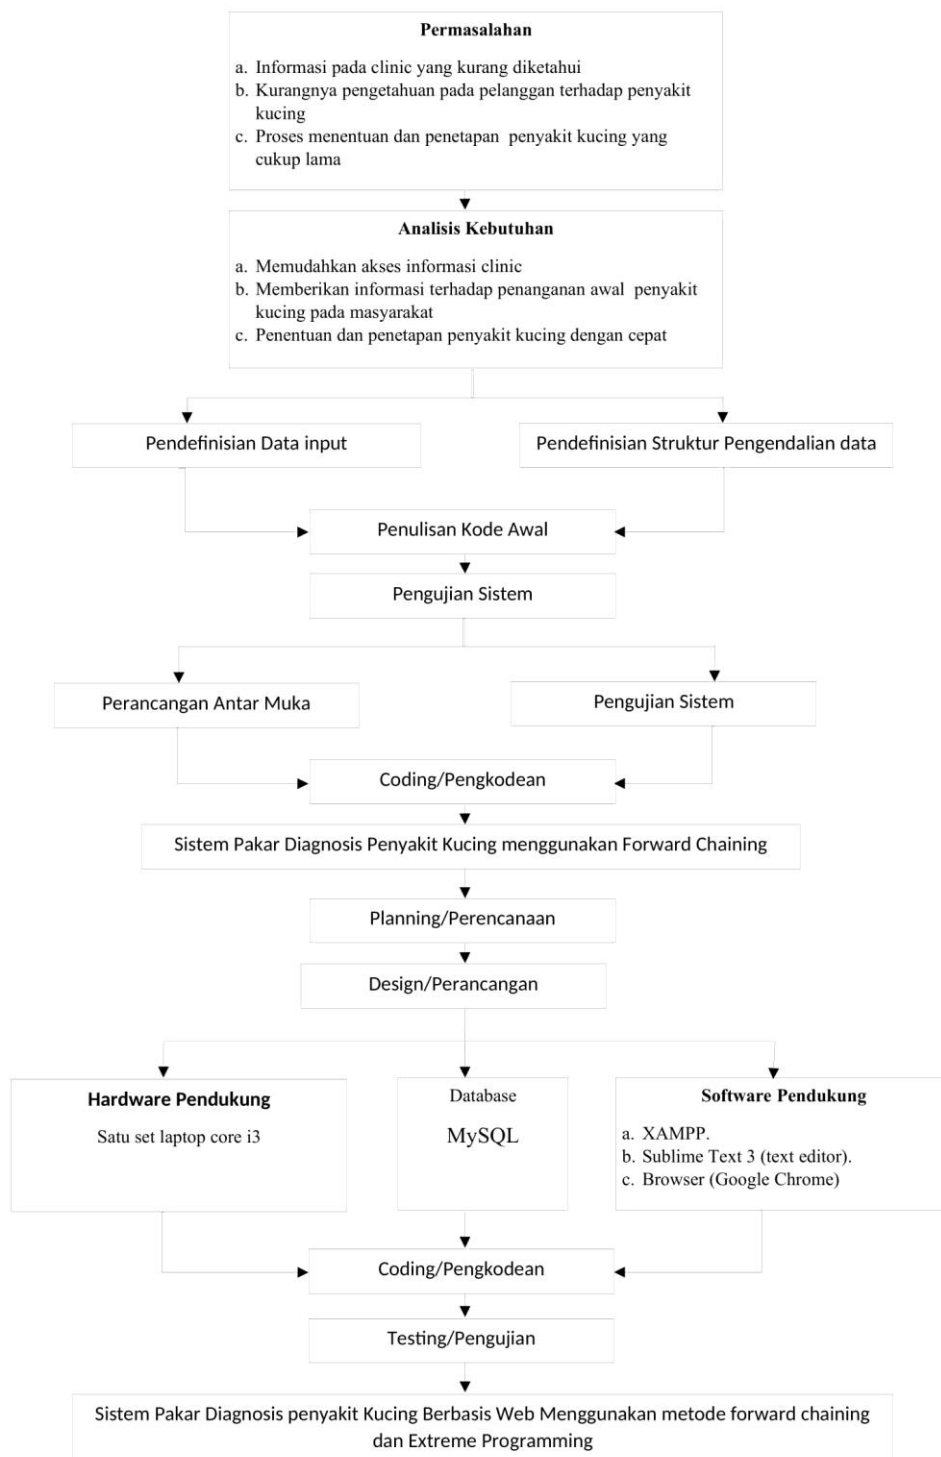 Permasalahan
a. Informasi pada clinic yang kurang diketahui
b. Kurangnya pengetahuan pada pelanggan terhadap penyakit
kucing
c. Proses menentuan dan penetapan penyakit kucing yang
cukup lama
Analisis Kebutuhan
a. Memudahkan akses informasi clinic
b. Memberikan informasi terhadap penanganan awal penyakit
kucing pada masyarakat
c. Penentuan dan penetapan penyakit kucing dengan cepat
Pendefinisian Data input
Pendefinisian Struktur Pengendalian data
Penulisan Kode Awal
Pengujian Sistem
Perancangan Antar Muka
Pengujian Sistem
Coding/Pengkodean
Sistem Pakar Diagnosis Penyakit Kucing menggunakan Forward Chaining
Planning/Perencanaan
Design/Perancangan
Hardware Pendukung
Satu set laptop core i3
Database
MySQL
Software Pendukung
a. XAMPP.
b. Sublime Text 3 (text editor).
c. Browser (Google Chrome)
Coding/Pengkodean
Testing/Pengujian
Sistem Pakar Diagnosis penyakit Kucing Berbasis Web Menggunakan metode forward chaining
dan Extreme Programming